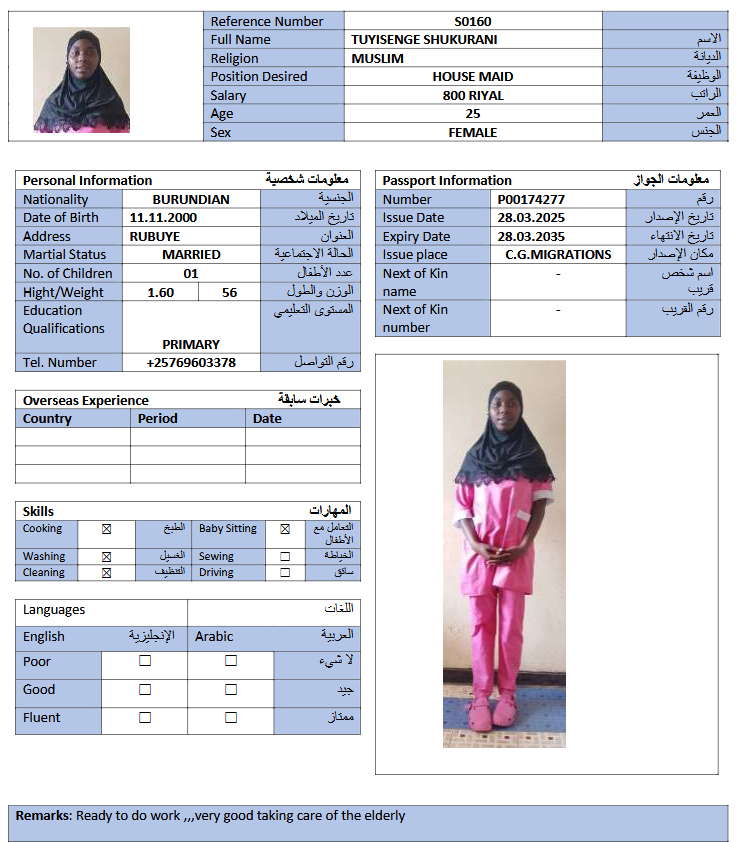 Reference Number S0160
Full Name TUYISENGE SHUKURANI الاسم
Religion MUSLIM الديانة
Position Desired HOUSE MAID الوظيفة
Salary 800 RIYAL الراتب
Age 25 العمر
Sex FEMALE الجنس
Personal Information معلومات شخصية
Nationality BURUNDIAN الجنسية
Date of Birth 11.11.2000 تاريخ الميلاد
Address RUBUYE العنوان
Martial Status MARRIED الحالة الاجتماعية
No. of Children 01 عدد الأطفال
Hight/Weight 1.60 56 الوزن والطول
Education المستوى التعليمي
Qualifications
PRIMARY
Tel. Number +25769603378 رقم التواصل
Passport Information معلومات الجواز
Number P00174277 رقم
Issue Date 28.03.2025 تاريخ الإصدار
Expiry Date 28.03.2035 تاريخ الانتهاء
Issue place C.G.MIGRATIONS مكان الإصدار
Next of Kin - اسم شخص
name قريب
Next of Kin - رقم القريب
number
Overseas Experience خبرات سابقة
Country Period Date
Skills المهارات
Cooking ☒ الطبخ Baby Sitting ☒ التعامل مع
الأطفال
Washing ☒ الغسيل Sewing ☐ الخياطة
Cleaning ☒ التنظيف Driving ☐ سائق
Languages اللغات
English الإنجليزية Arabic العربية
Poor ☐ ☐ لا شيء
Good ☐ ☐ جيد
Fluent ☐ ☐ ممتاز
Remarks: Ready to do work ,,,very good taking care of the elderly